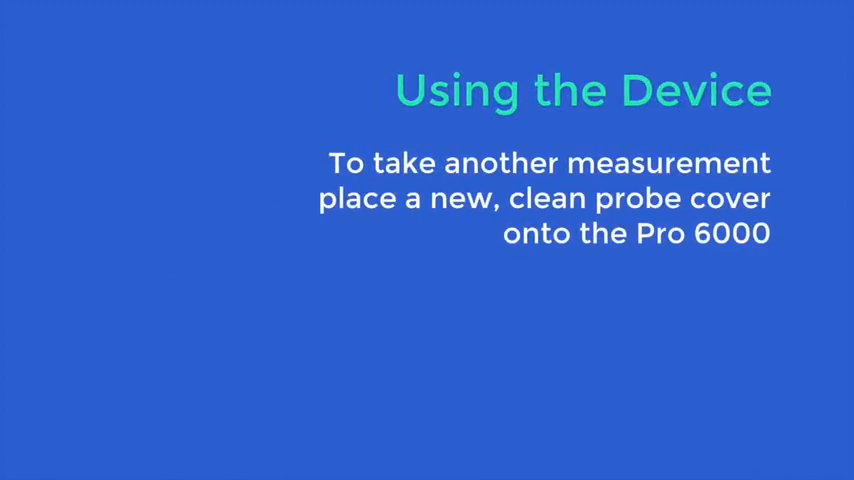 Using the Device
To take another measurement
place a new, clean probe cover
onto the Pro 6000